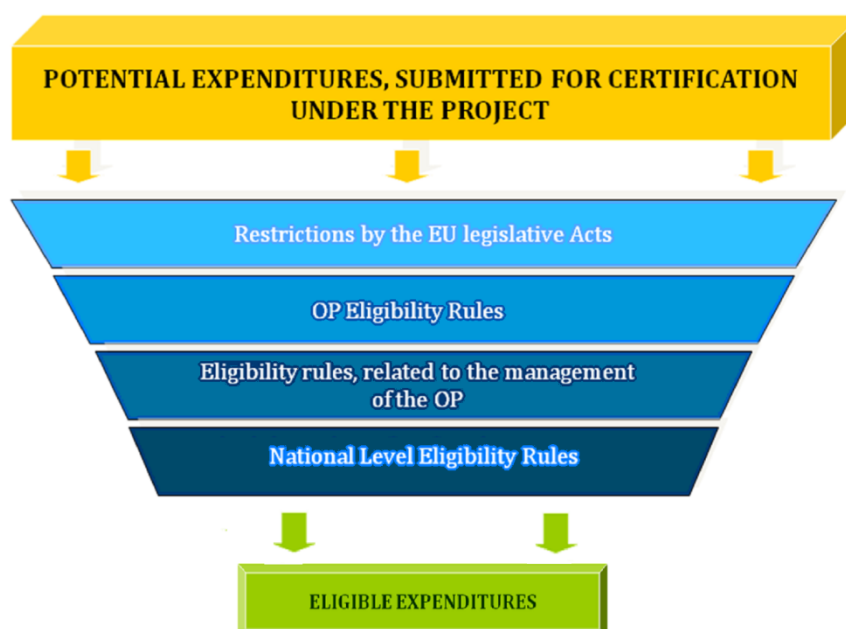 POTENTIAL EXPENDITURES, SUBMITTED FOR CERTIFICATION
UNDER THE PROJECT
Restrictions by the EU legislative Acts
OP Eligibility Rules
Eligibility rules, related to the management
of the OP
National Level Eligibility Rules
ELIGIBLE EXPENDITURES